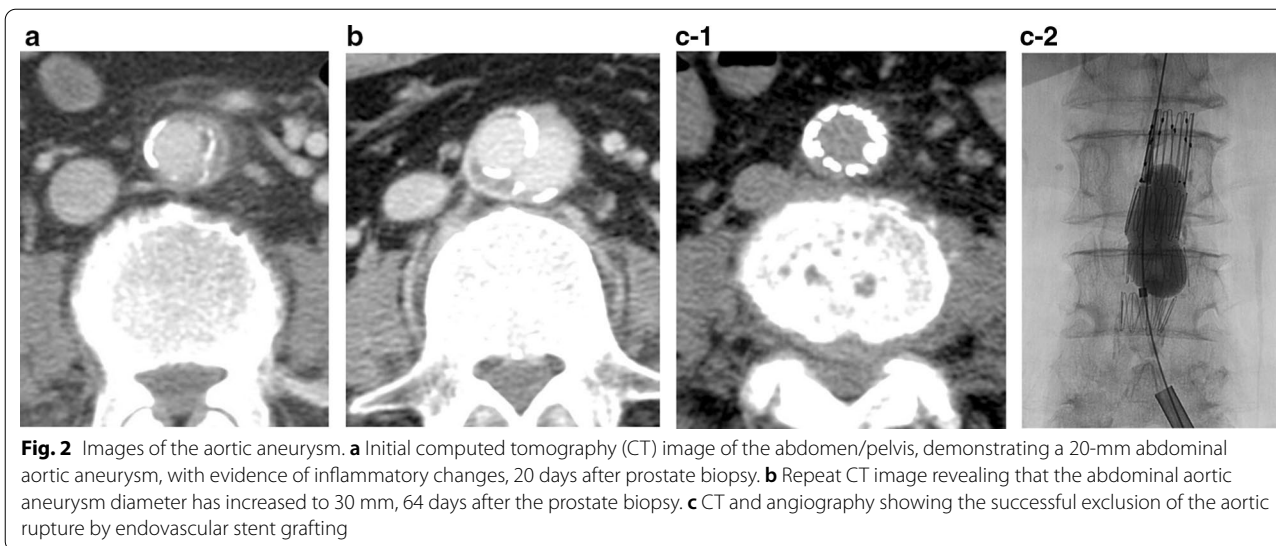 a b c-1 c-2
Fig. 2 Images of the aortic aneurysm. a Initial computed tomography (CT) image of the abdomen/pelvis, demonstrating a 20-mm abdominal
aortic aneurysm, with evidence of inflammatory changes, 20 days after prostate biopsy. b Repeat CT image revealing that the abdominal aortic
aneurysm diameter has increased to 30 mm, 64 days after the prostate biopsy. c CT and angiography showing the successful exclusion of the aortic
rupture by endovascular stent grafting